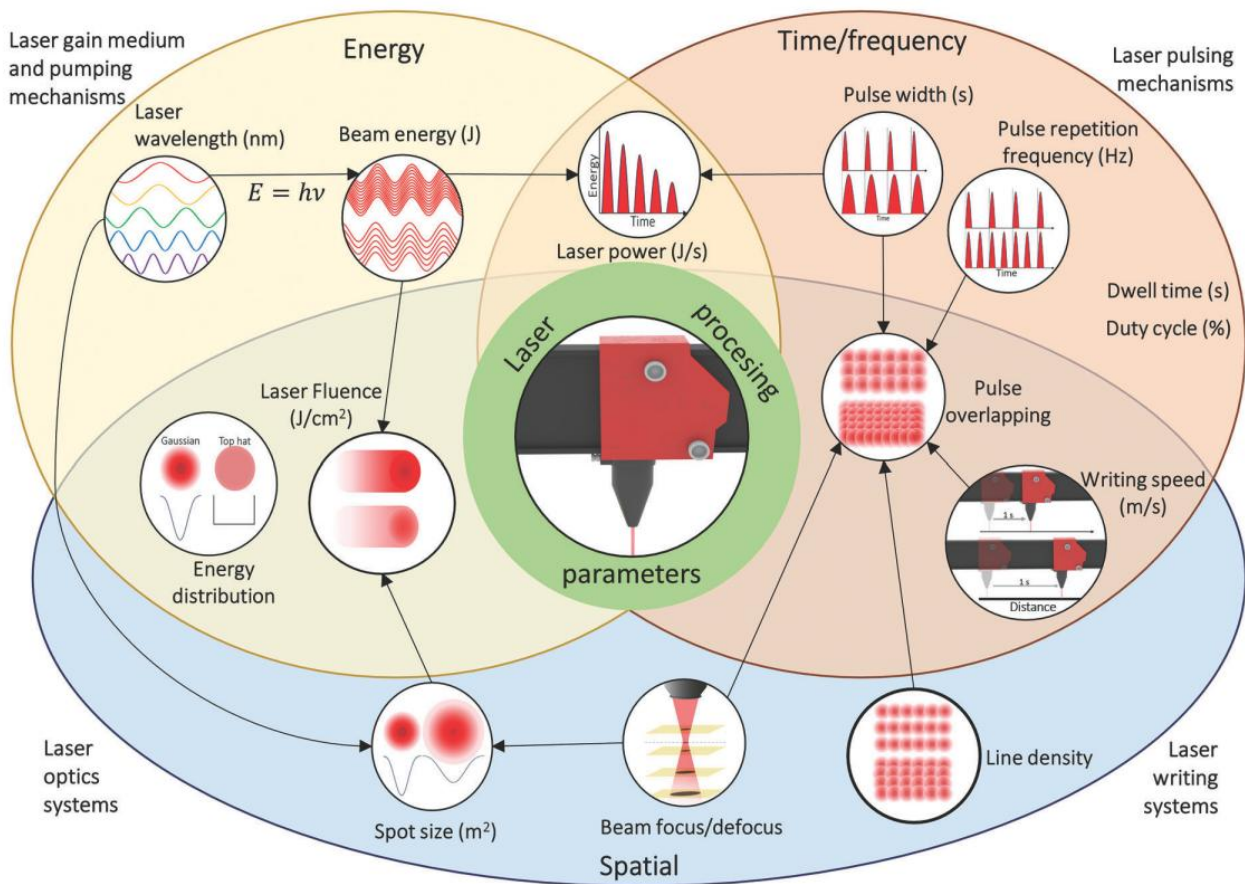 Laser gain medium
and pumping
mechanisms
Energy
Time/frequency
Laser pulsing
mechanisms
Laser
wavelength (nm)
Beam energy (J)
E = hν
Energy
Time
Laser power (J/s)
Pulse width (s)
Time
Pulse repetition
frequency (Hz)
Time
Dwell time (s)
Duty cycle (%)
Laser Fluence
(J/cm²)
Gaussian
Top hat
Energy
distribution
Laser
procesing
parameters
Pulse
overlapping
Writing speed
(m/s)
1 s
1 s
Distance
Laser
optics
systems
Spot size (m²)
Beam focus/defocus
Line density
Laser
writing
systems
Spatial